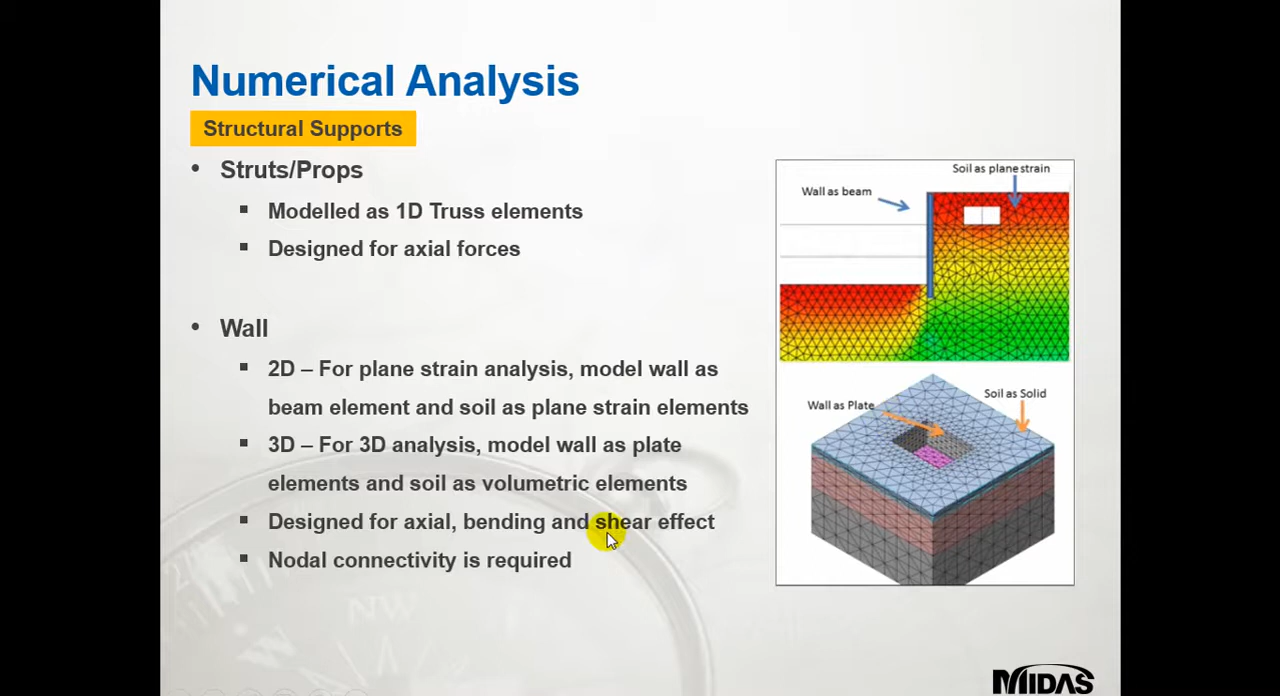 Numerical Analysis
Structural Supports
• Struts/Props
▪ Modelled as 1D Truss elements
▪ Designed for axial forces
• Wall
▪ 2D – For plane strain analysis, model wall as
beam element and soil as plane strain elements
▪ 3D – For 3D analysis, model wall as plate
elements and soil as volumetric elements
▪ Designed for axial, bending and shear effect
▪ Nodal connectivity is required
Soil as plane strain
Wall as beam
Soil as Solid
Wall as Plate
NW
MIDAS